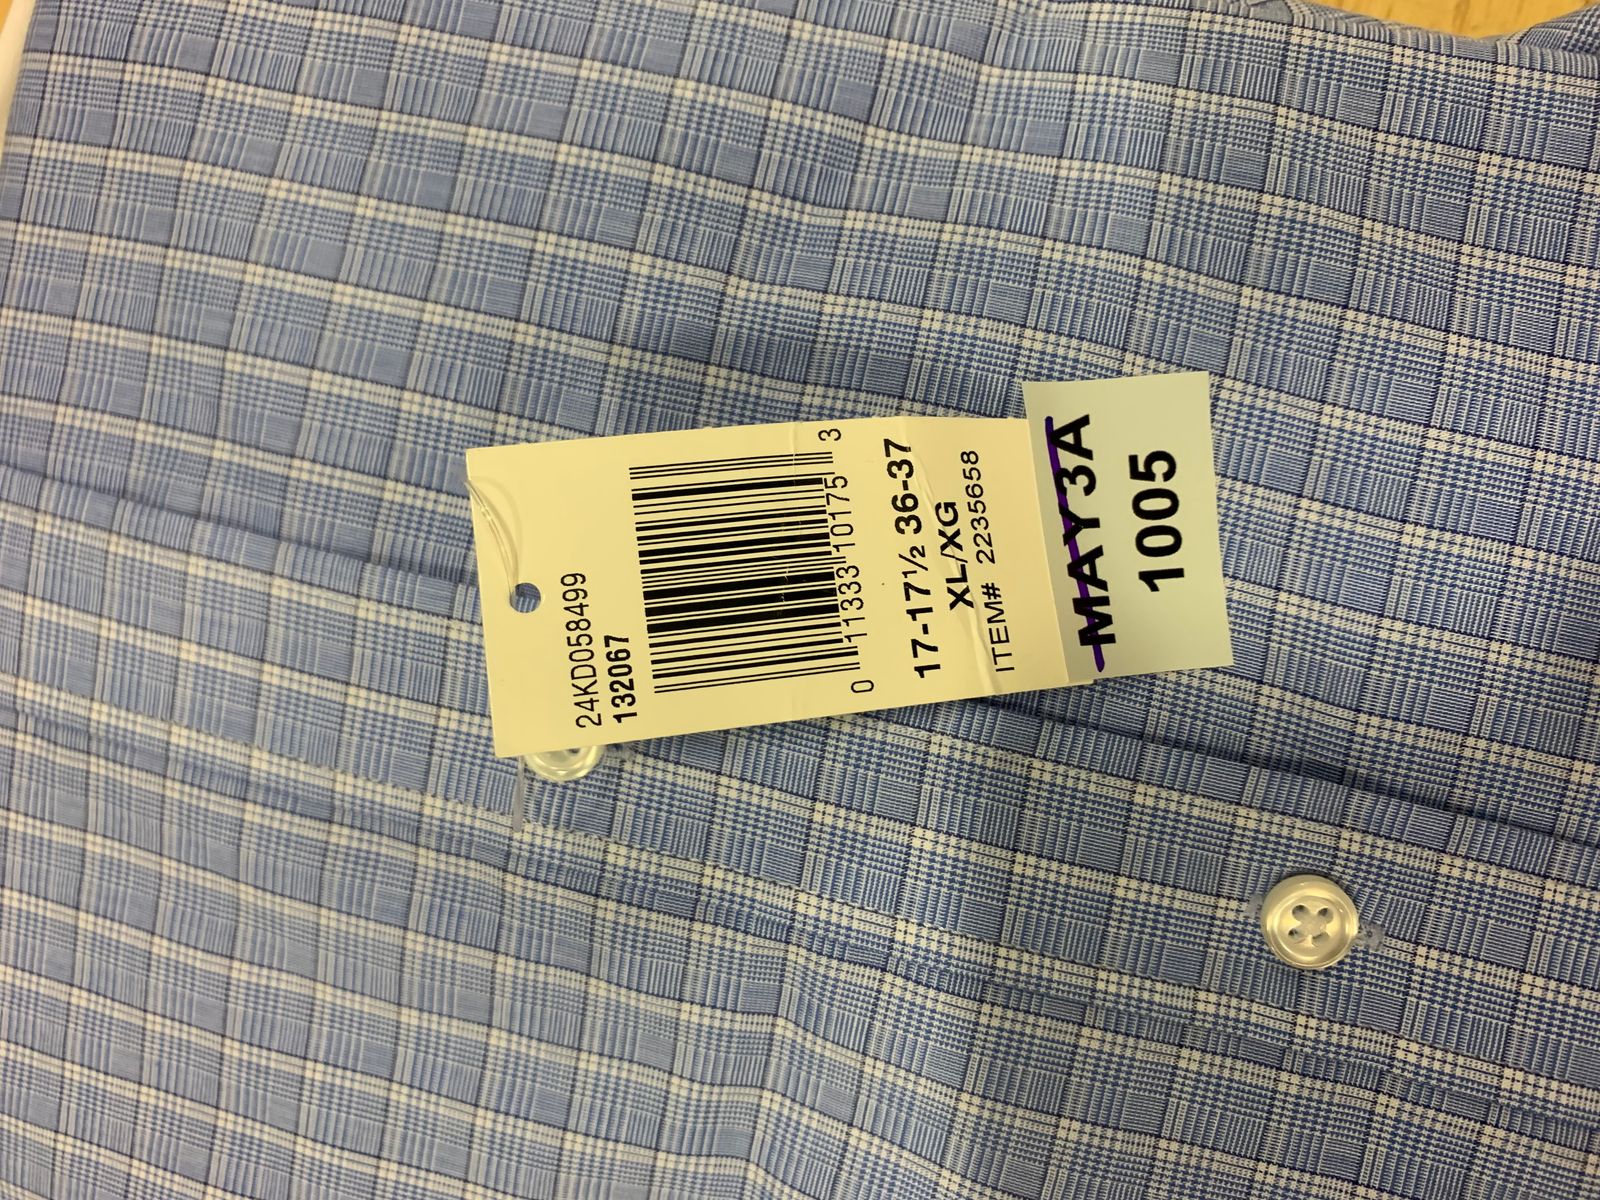 24KD058499
132067
0 11333 10175 3
17-17½ 36-37
XL/XG
ITEM# 2235658
MAY3A
1005